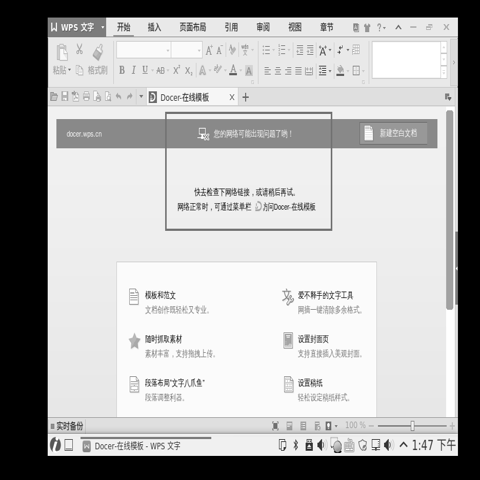 WPS 文字
开始 插入 页面布局 引用 审阅 视图 章节
粘贴 格式刷
B I U AB X² X₂ A A
Docer-在线模板 × +
docer.wps.cn 您的网络可能出现问题了哟！ 新建空白文档
快去检查下网络链接，或请稍后再试。
网络正常时，可通过菜单栏 访问Docer-在线模板
模板和范文 爱不释手的文字工具
文档创作既轻松又专业。 网摘一键清除多余格式。
随时抓取素材 设置封面页
素材丰富，支持拖拽上传。 支持直接插入美观封面。
段落布局"文字八爪鱼" 设置稿纸
段落调整利器。 轻松设定稿纸样式。
实时备份 100 %
Docer-在线模板 - WPS 文字 1:47 下午